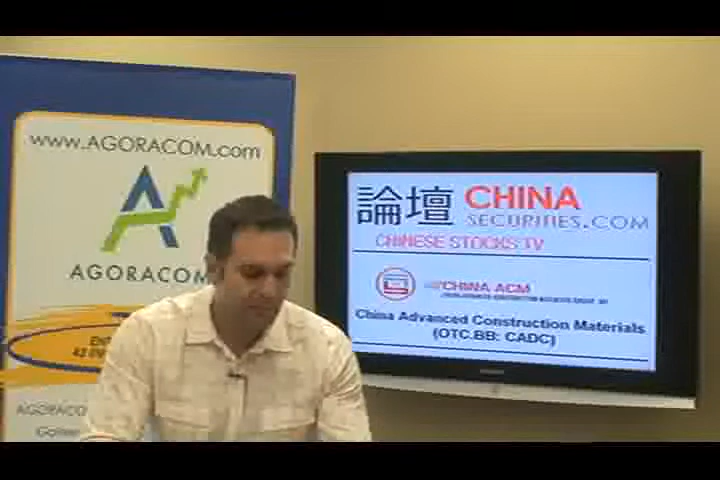 www.AGORACOM.com
AGORACOM
AGORACO
論壇 CHINA
SECURITIES.COM
CHINESE STOCKS TV
CHINA ACM
China Advanced Construction Materials
(OTC.BB: CADC)